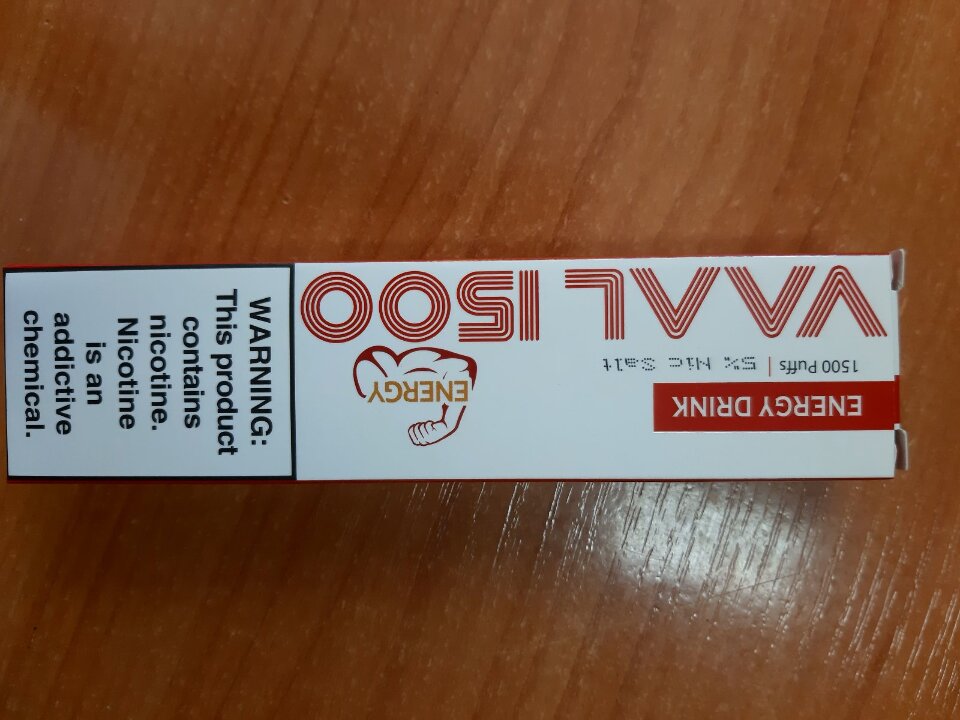 VAAL 1500
1500 Puffs | 5% Nic Salt
ENERGY DRINK
ENERGY
WARNING:
This product
contains
nicotine.
Nicotine
is an
addictive
chemical.